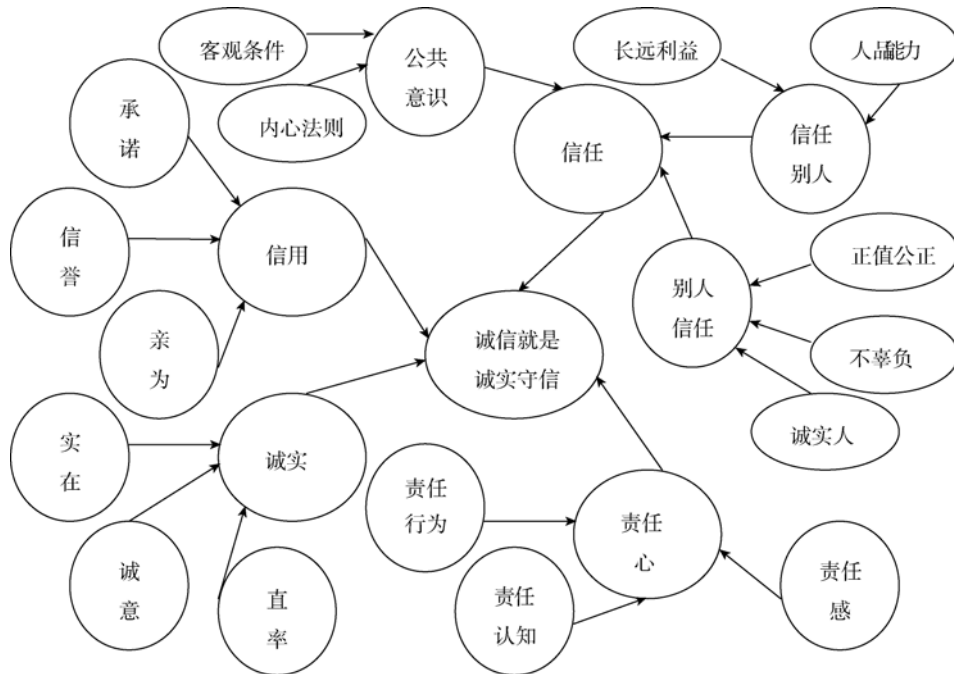 客观条件
公共
意识
长远利益
人品能力
承
诺
内心法则
信任
信任
别人
信
誉
信用
别人
信任
正值公正
亲
为
诚信就是
诚实守信
不辜负
实
在
诚实
诚实人
责任
行为
责任
心
诚
意
直
率
责任
认知
责任
感